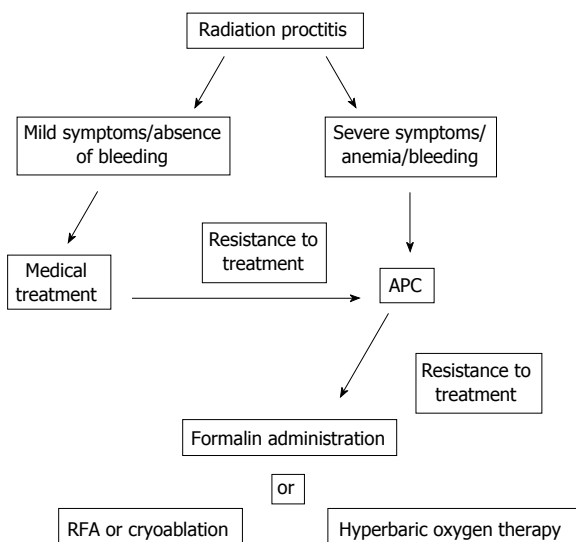 Radiation proctitis
Mild symptoms/absence
of bleeding
Severe symptoms/
anemia/bleeding
Resistance to
treatment
Medical
treatment
APC
Resistance to
treatment
Formalin administration
or
RFA or cryoablation
Hyperbaric oxygen therapy